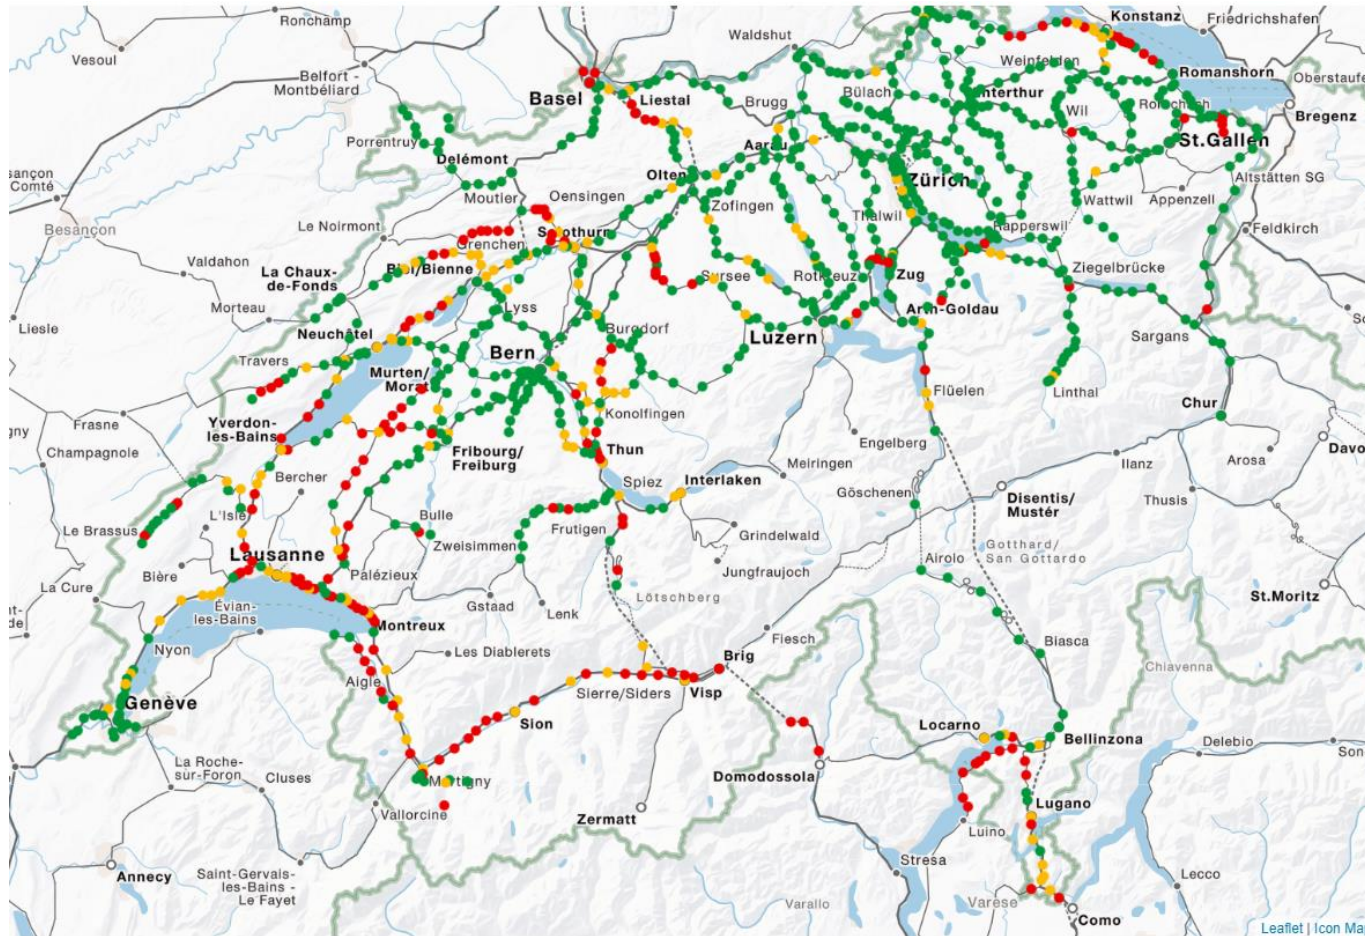 Ronchamp
Vesoul
Belfort -
Montbéliard
Waldshut
Konstanz
Friedrichshafen
Weinfelden
Romanshorn
Oberstaufe
Basel
Liestal
Brugg
Bülach
Wil
Bregenz
St.Gallen
Porrentruy
Delémont
Aarau
Olten
Zürich
Altstätten SG
Moutier
Oensingen
Zofingen
Thalwil
Wattwil
Appenzell
Besançon
Le Noirmont
Grenchen
Rapperswil
Feldkirch
Valdahon
La Chaux-
de-Fonds
Biel/Bienne
Sursee
Rotkreuz
Zug
Ziegelbrücke
Morteau
Liesle
Lyss
Neuchâtel
Burgdorf
Arth-Goldau
Luzern
Sargans
Travers
Bern
Murten/
Morat
Flüelen
Linthal
Konolfingen
Chur
Frasne
Yverdon-
les-Bains
Champagnole
Fribourg/
Freiburg
Thun
Engelberg
Davo
Bercher
Spiez
Interlaken
Meiringen
Ilanz
Arosa
Göschenen
Disentis/
Mustér
Thusis
Le Brassus
L'Isle
Bulle
Zweisimmen
Frutigen
Grindelwald
Lausanne
Airolo
Gotthard/
San Gottardo
La Cure
Bière
Palézieux
Jungfraujoch
Évian-
les-Bains
Gstaad
Lenk
Lötschberg
St.Moritz
Montreux
Fiesch
Biasca
Nyon
Les Diablerets
Brig
Chiavenna
Aigle
Sierre/Siders
Visp
Genève
Sion
Locarno
Bellinzona
Delebio
La Roche-
sur-Foron
Cluses
Martigny
Domodossola
Vallorcine
Zermatt
Lugano
Luino
Annecy
Saint-Gervais-
les-Bains -
Le Fayet
Stresa
Lecco
Varallo
Varese
Como
Leaflet | Icon Ma